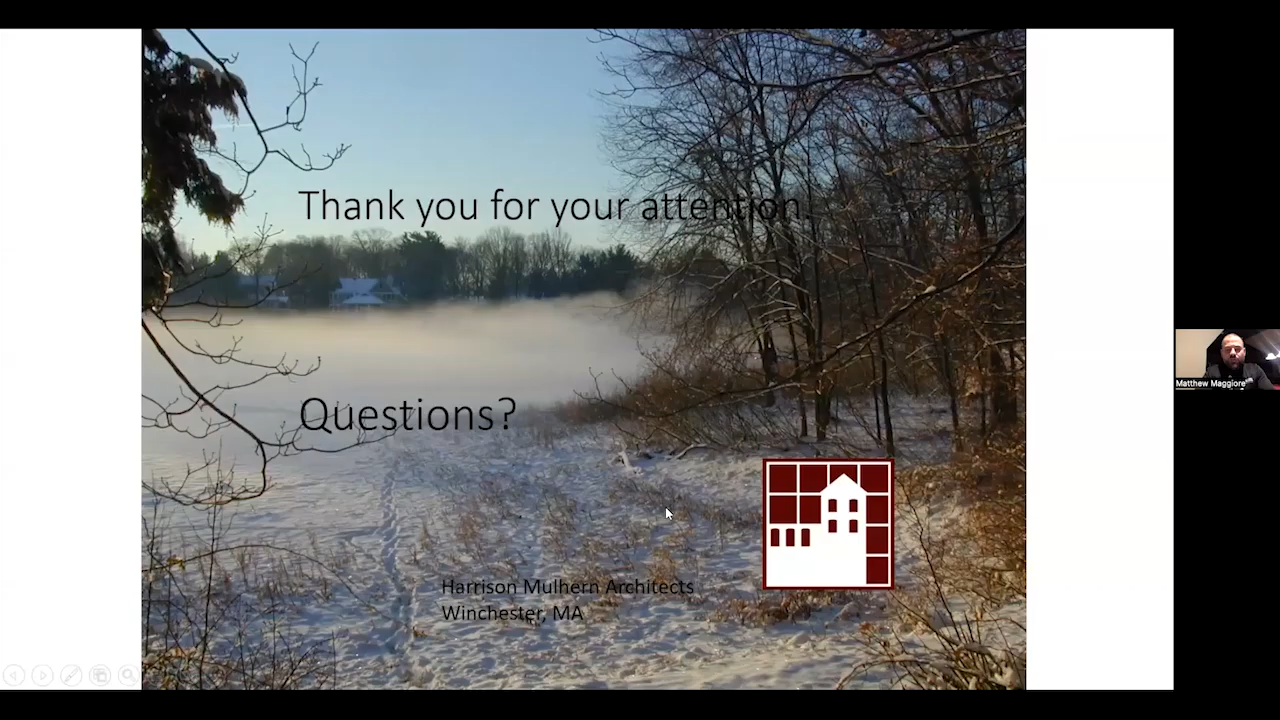 Thank you for your attention.
Questions?
Matthew Maggiore
Harrison Mulhern Architects
Winchester, MA